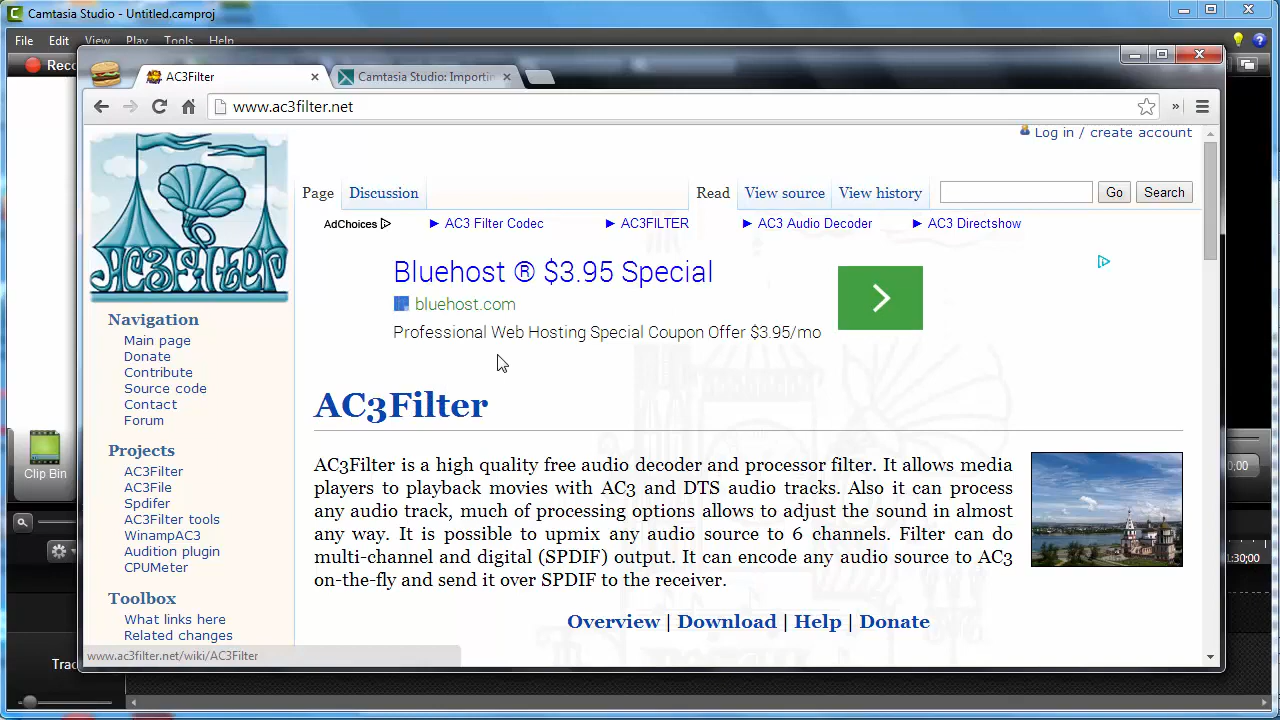 Camtasia Studio - Untitled.camproj
File Edit View Play Tools Help
AC3Filter
Camtasia Studio: Importin
www.ac3filter.net
»
AC3Filter
Log in / create account
Page Discussion Read View source View history Go Search
AdChoices AC3 Filter Codec AC3FILTER AC3 Audio Decoder AC3 Directshow
Bluehost ® $3.95 Special
bluehost.com
Professional Web Hosting Special Coupon Offer $3.95/mo
Navigation
Main page
Donate
Contribute
Source code
Contact
Forum
Projects
AC3Filter
AC3File
Spdifer
AC3Filter tools
WinampAC3
Audition plugin
CPUMeter
Toolbox
What links here
Related changes
AC3Filter
AC3Filter is a high quality free audio decoder and processor filter. It allows media
players to playback movies with AC3 and DTS audio tracks. Also it can process
any audio track, much of processing options allows to adjust the sound in almost
any way. It is possible to upmix any audio source to 6 channels. Filter can do
multi-channel and digital (SPDIF) output. It can encode any audio source to AC3
on-the-fly and send it over SPDIF to the receiver.
Overview | Download | Help | Donate
www.ac3filter.net/wiki/AC3Filter
Clip Bin